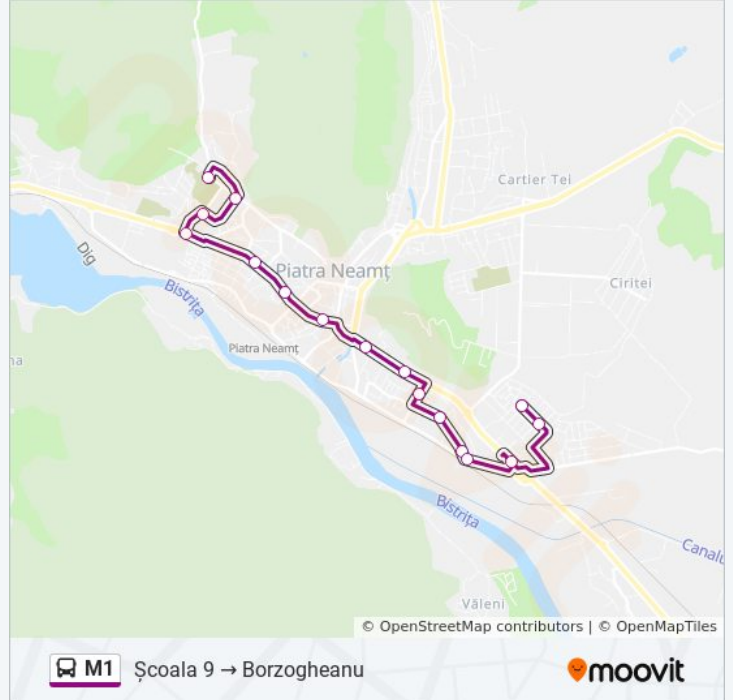 Cartier Tei
Dig
Piatra Neamț
Ciritei
Bistrița
Piatra Neamț
na
Bistrița
Canalu
Văleni
© OpenStreetMap contributors | © OpenMapTiles
M1 Școala 9 → Borzogheanu
moovit